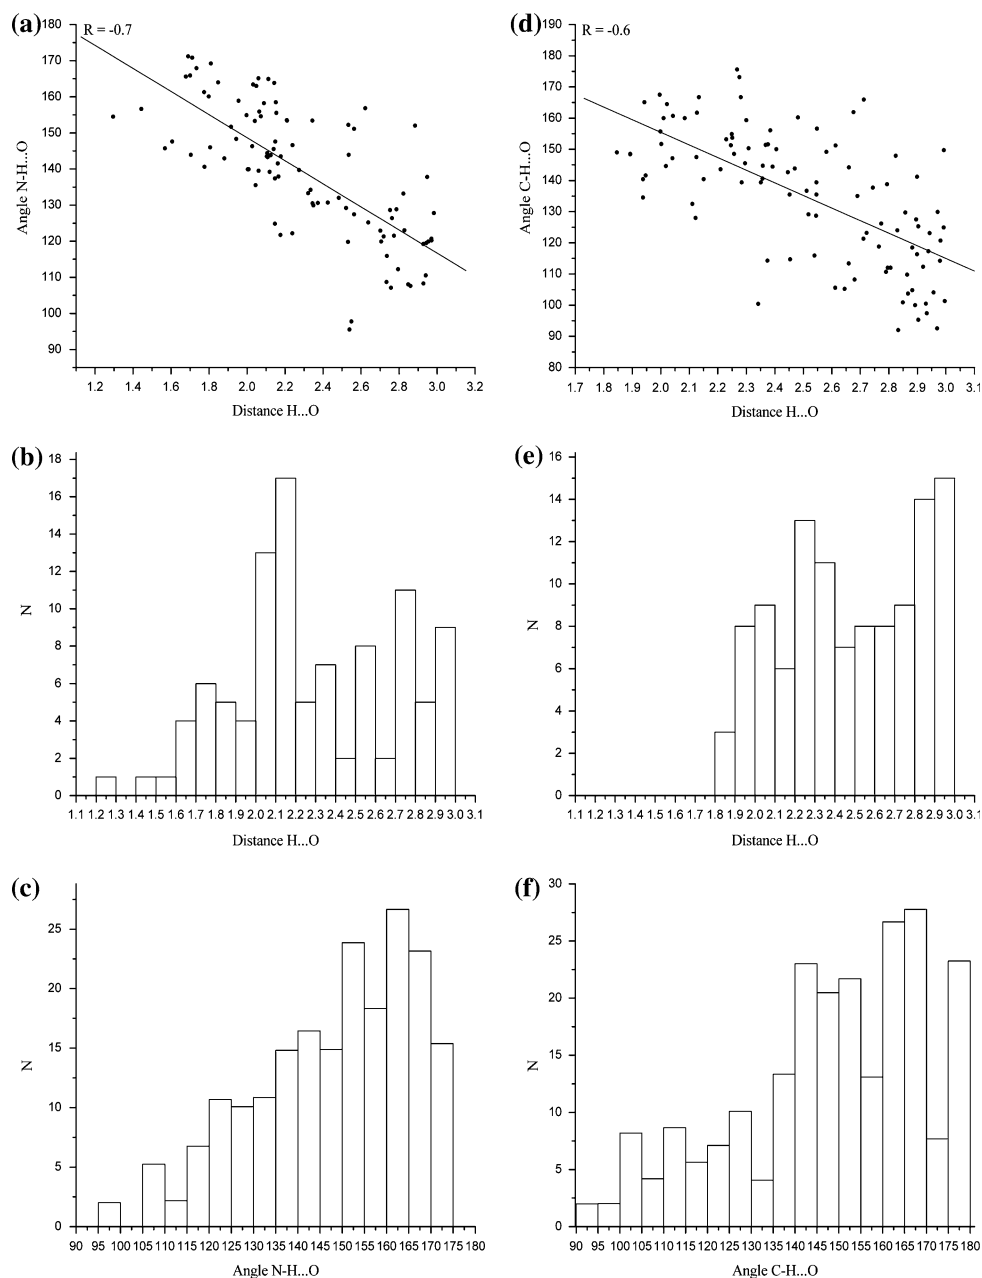 (a)
R = -0.7
180
170
160
150
140
130
120
110
100
90
Angle N-H...O
1.2 1.4 1.6 1.8 2.0 2.2 2.4 2.6 2.8 3.0 3.2
Distance H...O
(d)
R = -0.6
190
180
170
160
150
140
130
120
110
100
90
80
Angle C-H...O
1.7 1.8 1.9 2.0 2.1 2.2 2.3 2.4 2.5 2.6 2.7 2.8 2.9 3.0 3.1
Distance H...O
(b)
18
16
14
12
10
8
6
4
2
0
N
1.1 1.2 1.3 1.4 1.5 1.6 1.7 1.8 1.9 2.0 2.1 2.2 2.3 2.4 2.5 2.6 2.7 2.8 2.9 3.0 3.1
Distance H...O
(e)
16
14
12
10
8
6
4
2
0
N
1.1 1.2 1.3 1.4 1.5 1.6 1.7 1.8 1.9 2.0 2.1 2.2 2.3 2.4 2.5 2.6 2.7 2.8 2.9 3.0 3.1
Distance H...O
(c)
25
20
15
10
5
0
N
90 95 100 105 110 115 120 125 130 135 140 145 150 155 160 165 170 175 180
Angle N-H...O
(f)
30
25
20
15
10
5
0
N
90 95 100 105 110 115 120 125 130 135 140 145 150 155 160 165 170 175 180
Angle C-H...O